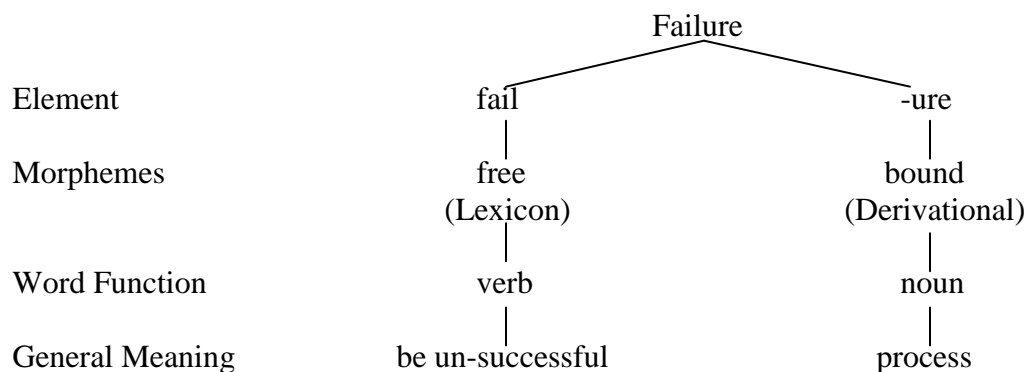 Failure
Element fail -ure
Morphemes free bound
(Lexicon) (Derivational)
Word Function verb noun
General Meaning be un-successful process